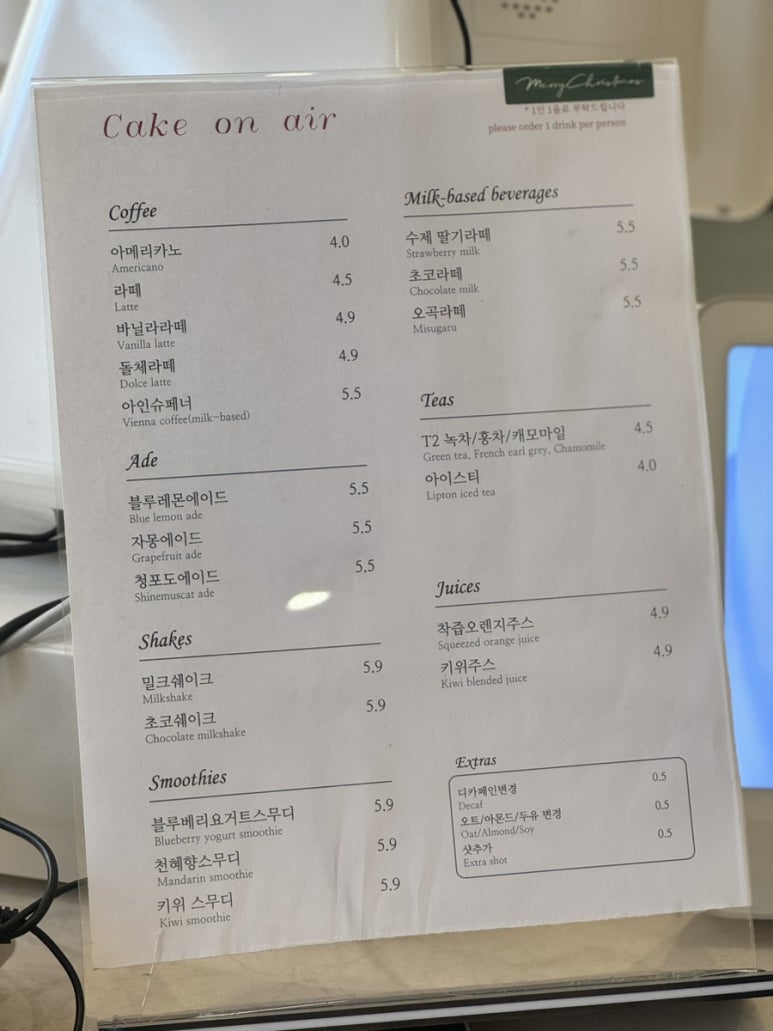 Merry Christmas
Cake on air
* 1인 1음료 부탁드립니다
please order 1 drink per person
Coffee
아메리카노 4.0
Americano
라떼 4.5
Latte
바닐라라떼 4.9
Vanilla latte
돌체라떼 4.9
Dolce latte
아인슈페너 5.5
Vienna coffee(milk-based)
Ade
블루레몬에이드 5.5
Blue lemon ade
자몽에이드 5.5
Grapefruit ade
청포도에이드 5.5
Shinemuscat ade
Shakes
밀크쉐이크 5.9
Milkshake
초코쉐이크 5.9
Chocolate milkshake
Smoothies
블루베리요거트스무디 5.9
Blueberry yogurt smoothie
천혜향스무디 5.9
Mandarin smoothie
키위 스무디 5.9
Kiwi smoothie
Milk-based beverages
수제 딸기라떼 5.5
Strawberry milk
초코라떼 5.5
Chocolate milk
오곡라떼 5.5
Misugaru
Teas
T2 녹차/홍차/캐모마일 4.5
Green tea, French earl grey, Chamomile
아이스티 4.0
Lipton iced tea
Juices
착즙오렌지주스 4.9
Squeezed orange juice
키위주스 4.9
Kiwi blended juice
Extras
디카페인변경 0.5
Decaf
오트/아몬드/두유 변경 0.5
Oat/Almond/Soy
샷추가 0.5
Extra shot